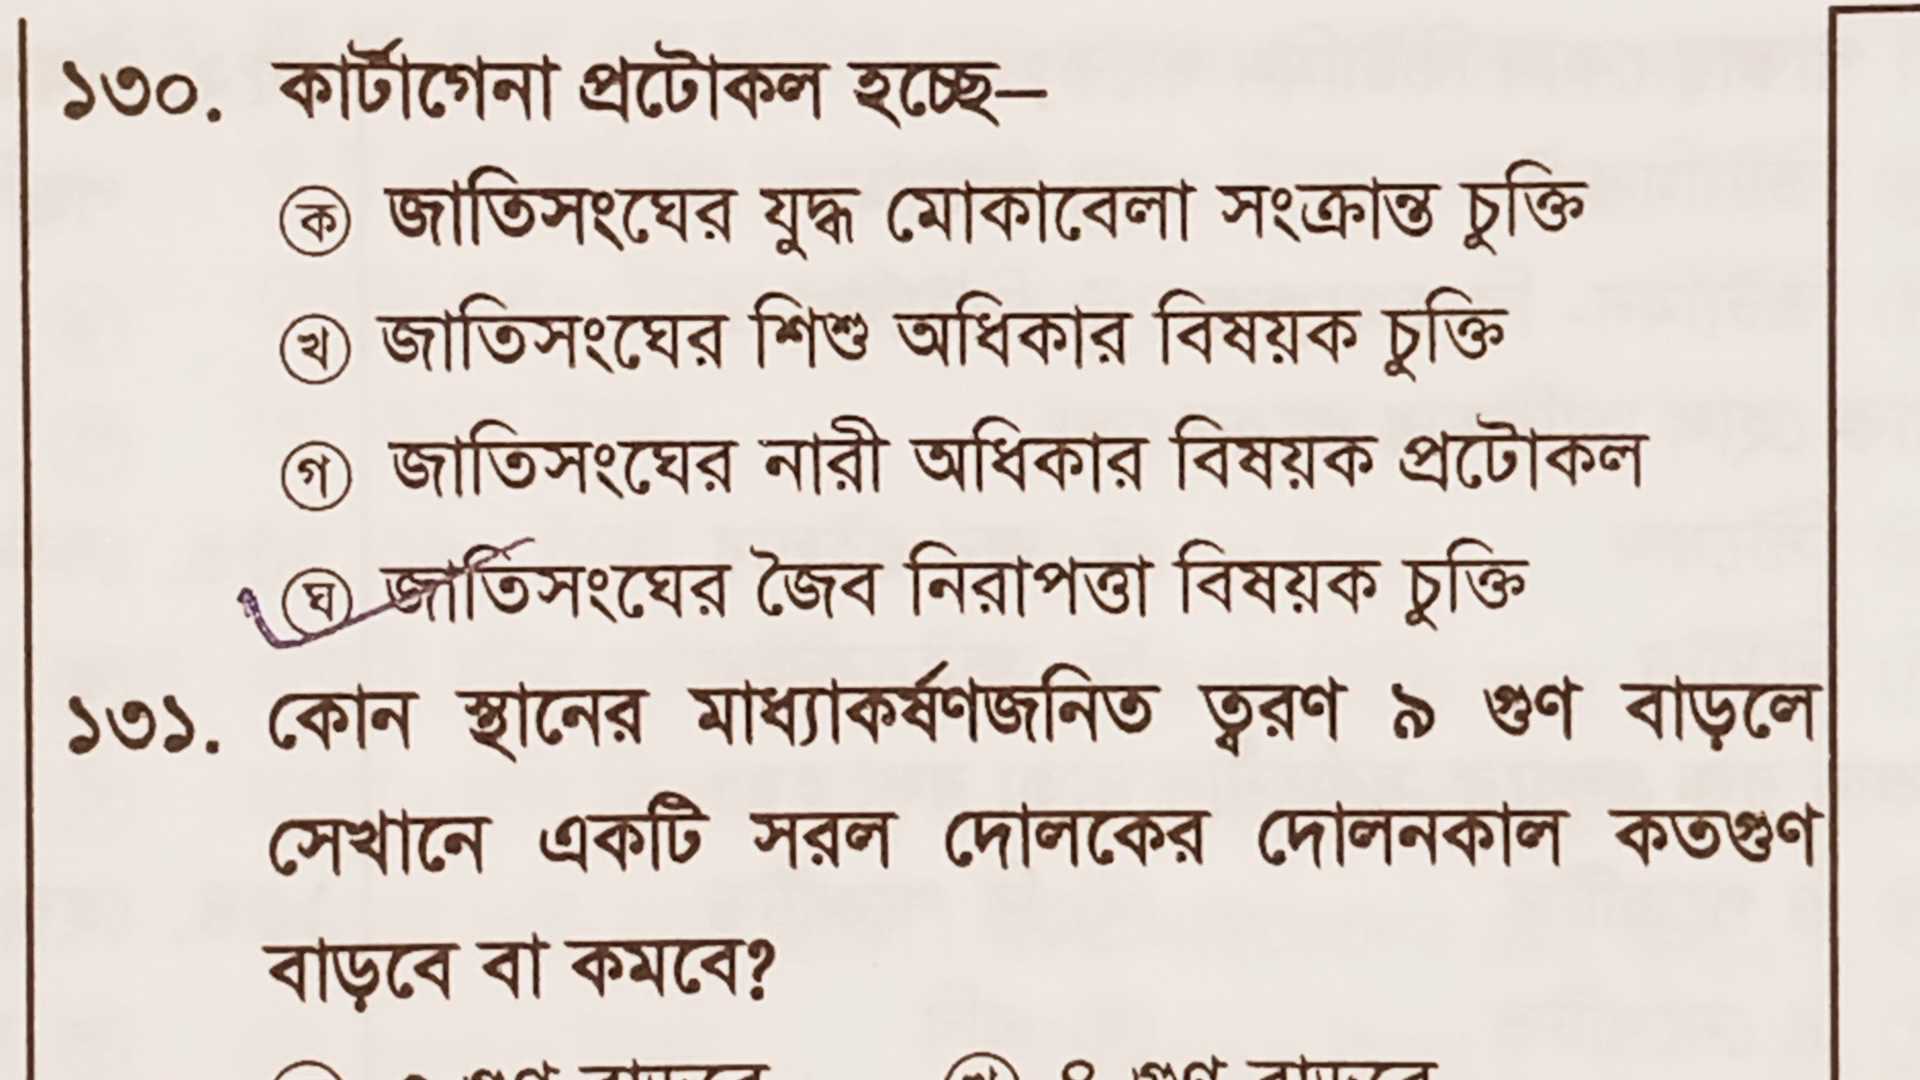 ১৩০. কার্টাগেনা প্রটোকল হচ্ছে–
ক জাতিসংঘের যুদ্ধ মোকাবেলা সংক্রান্ত চুক্তি
খ জাতিসংঘের শিশু অধিকার বিষয়ক চুক্তি
গ জাতিসংঘের নারী অধিকার বিষয়ক প্রটোকল
ঘ জাতিসংঘের জৈব নিরাপত্তা বিষয়ক চুক্তি
১৩১. কোন স্থানের মাধ্যাকর্ষণজনিত ত্বরণ ৯ গুণ বাড়লে
সেখানে একটি সরল দোলকের দোলনকাল কতগুণ
বাড়বে বা কমবে?